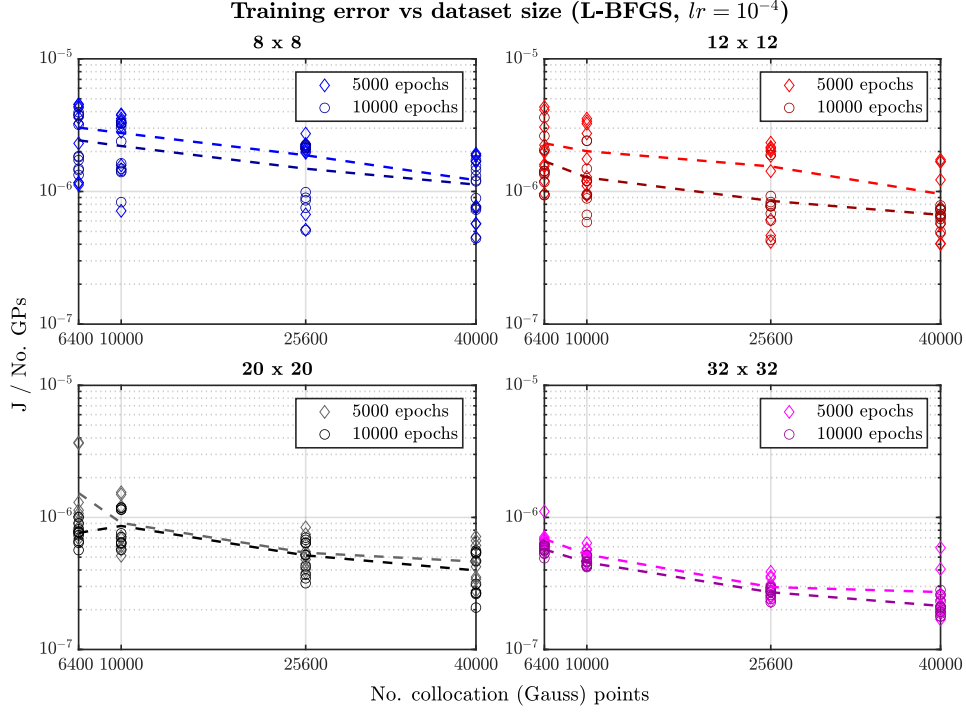 Training error vs dataset size (L-BFGS, lr = 10⁻⁴)
8 x 8
10⁻⁵
10⁻⁶
10⁻⁷
5000 epochs
10000 epochs
6400 10000 25600 40000
12 x 12
10⁻⁵
10⁻⁶
10⁻⁷
5000 epochs
10000 epochs
6400 10000 25600 40000
J / No. GPs
20 x 20
10⁻⁵
10⁻⁶
10⁻⁷
5000 epochs
10000 epochs
6400 10000 25600 40000
32 x 32
10⁻⁵
10⁻⁶
10⁻⁷
5000 epochs
10000 epochs
6400 10000 25600 40000
No. collocation (Gauss) points